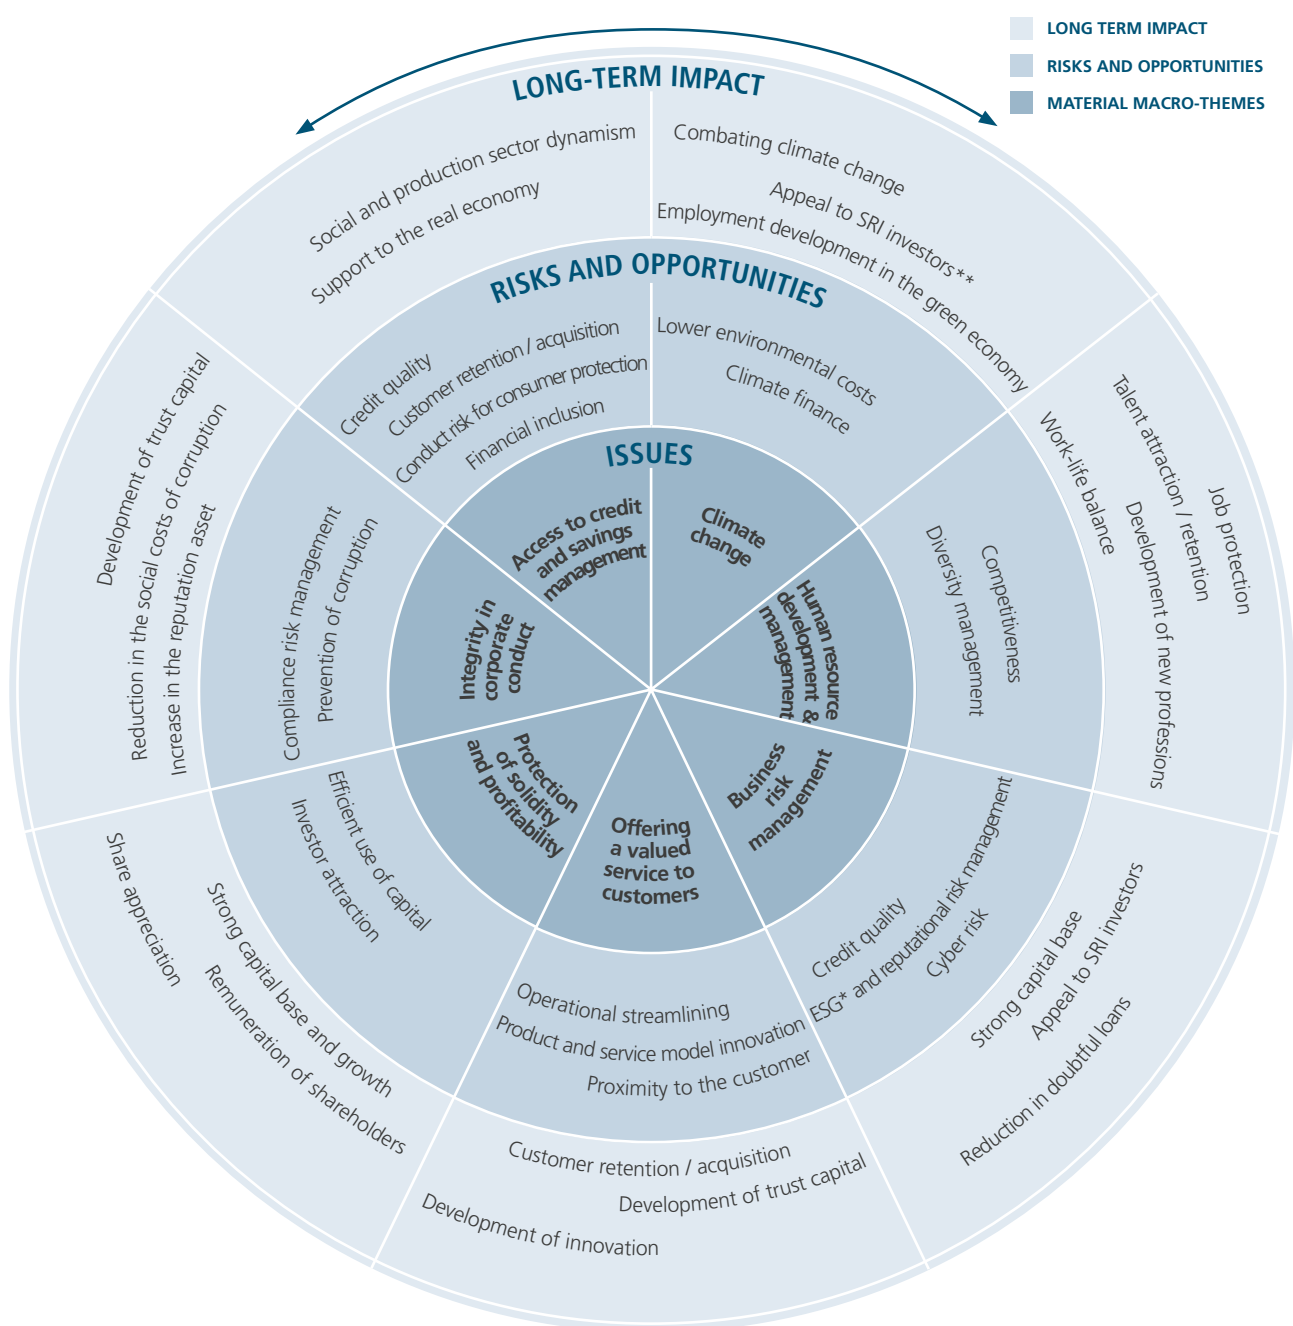 LONG TERM IMPACT
RISKS AND OPPORTUNITIES
MATERIAL MACRO-THEMES
LONG-TERM IMPACT
Social and production sector dynamism
Support to the real economy
Combating climate change
Appeal to SRI investors**
Employment development in the green economy
RISKS AND OPPORTUNITIES
Credit quality
Customer retention / acquisition
Conduct risk for consumer protection
Financial inclusion
Lower environmental costs
Climate finance
ISSUES
Access to credit
and savings
management
Climate
change
Human resource
development &
management
Diversity management
Competitiveness
Work-life balance
Talent attraction / retention
Development of new professions
Job protection
Business
risk
management
Credit quality
ESG* and reputational risk management
Cyber risk
Strong capital base
Appeal to SRI investors
Reduction in doubtful loans
Offering
a valued
service to
customers
Operational streamlining
Product and service model innovation
Proximity to the customer
Customer retention / acquisition
Development of trust capital
Development of innovation
Protection
of solidity
and profitability
Efficient use of capital
Investor attraction
Strong capital base and growth
Remuneration of shareholders
Share appreciation
Integrity in
corporate
conduct
Compliance risk management
Prevention of corruption
Development of trust capital
Reduction in the social costs of corruption
Increase in the reputation asset